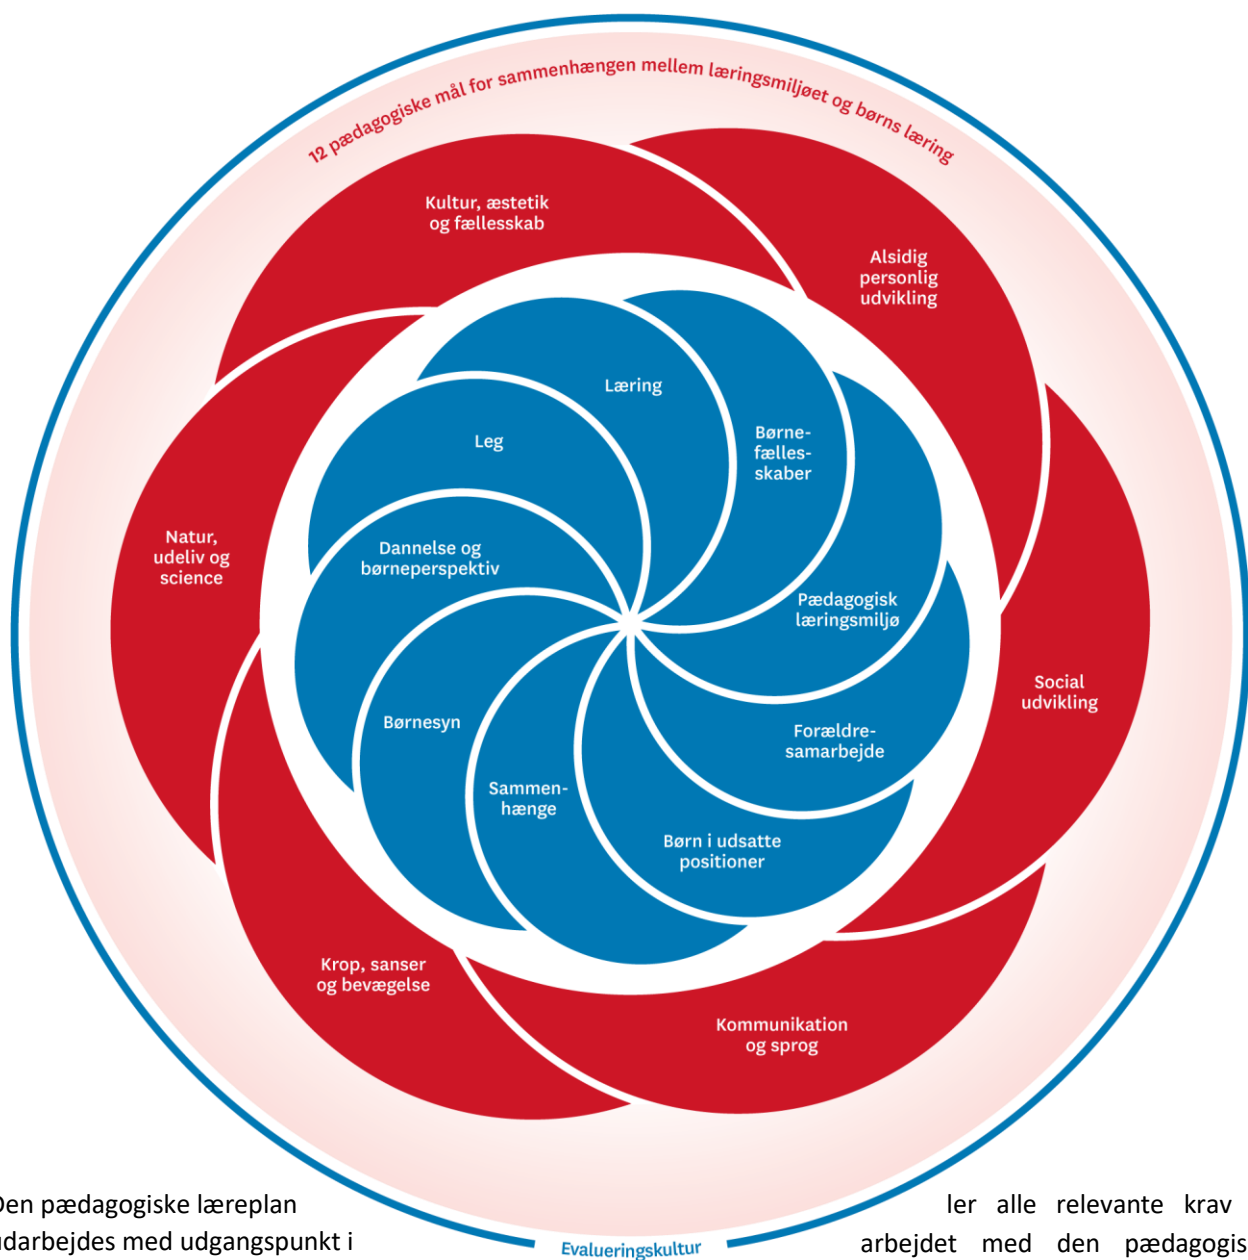 12 pædagogiske mål for sammenhængen mellem læringsmiljøet og børns læring
Kultur, æstetik
og fællesskab
Alsidig
personlig
udvikling
Læring
Børne-
fælles-
skaber
Leg
Natur,
udeliv og
science
Dannelse og
børneperspektiv
Pædagogisk
læringsmiljø
Social
udvikling
Børnesyn
Forældre-
samarbejde
Sammen-
hænge
Børn i udsatte
positioner
Krop, sanser
og bevægelse
Kommunikation
og sprog
Den pædagogiske læreplan
udarbejdes med udgangspunkt i
Evalueringskultur
ler alle relevante krav
arbejdet med den pædagogis